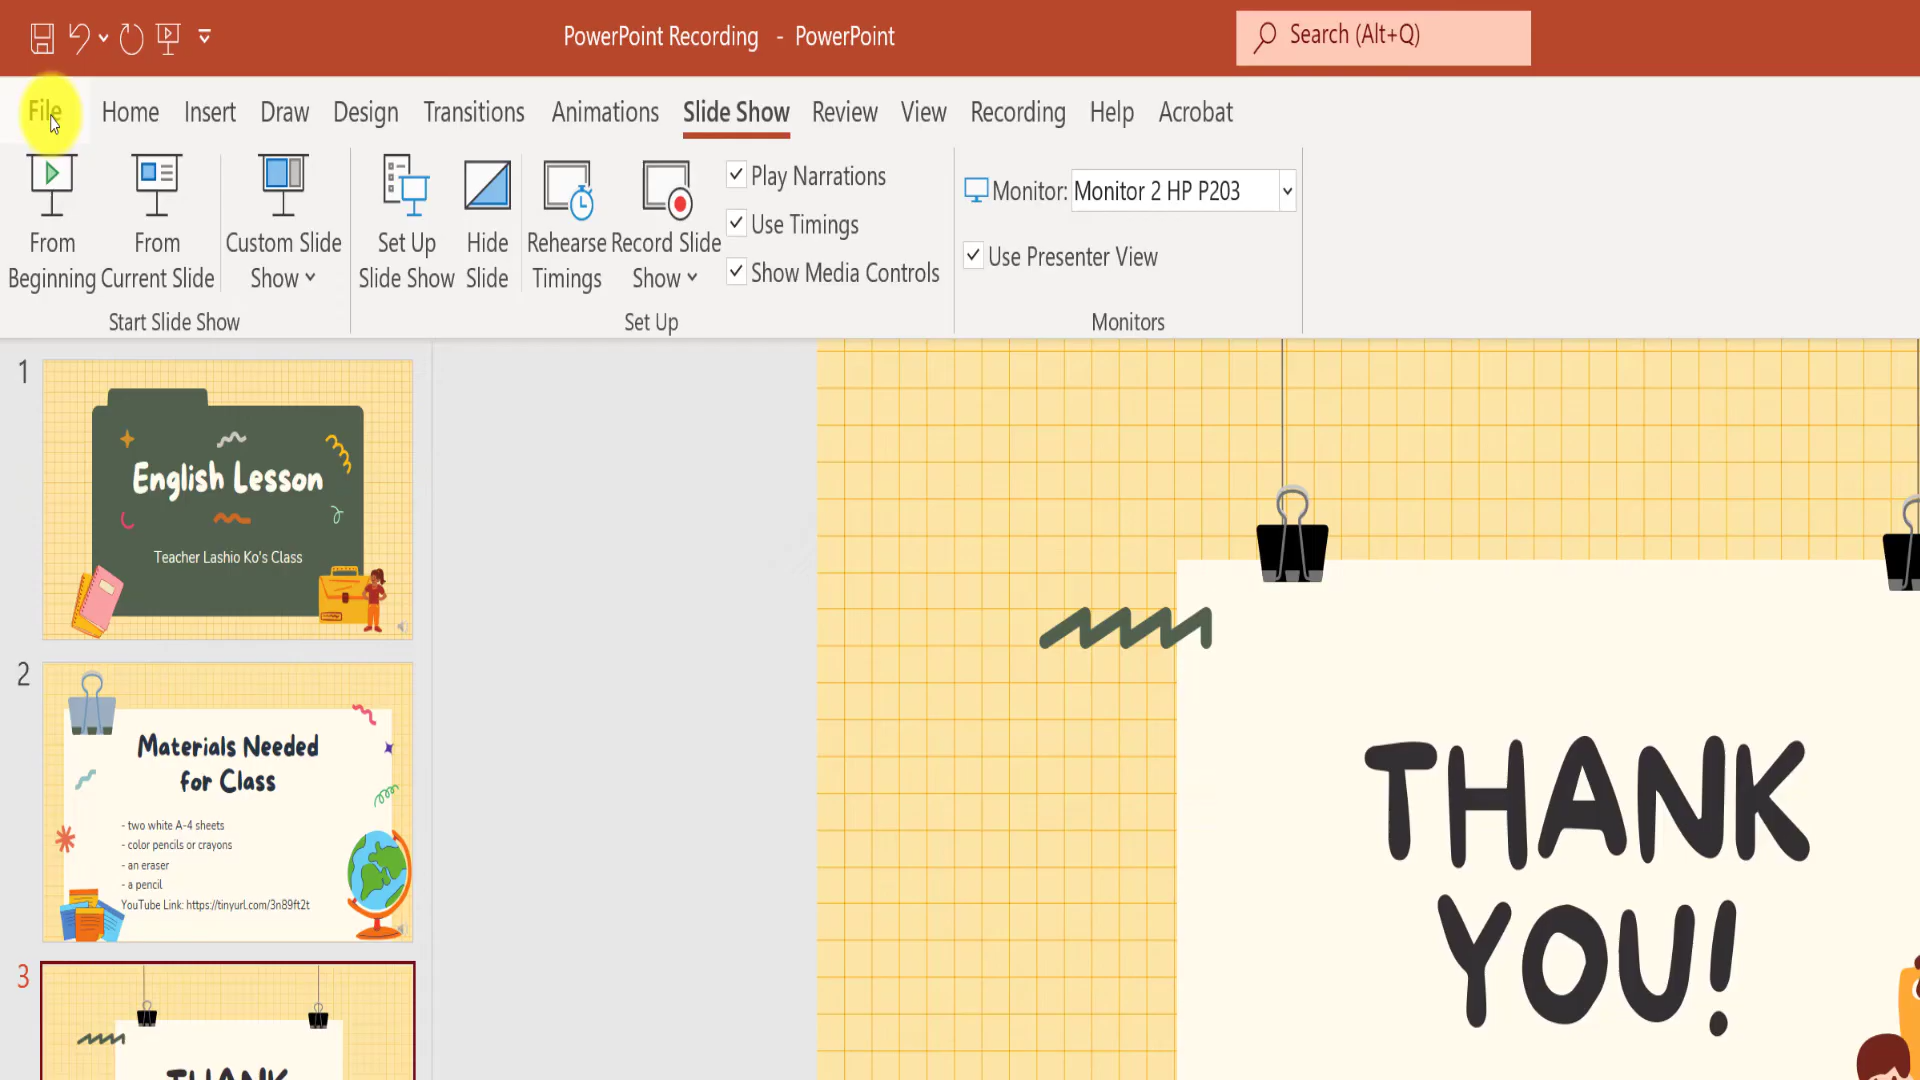 PowerPoint Recording - PowerPoint
Search (Alt+Q)
File Home Insert Draw Design Transitions Animations Slide Show Review View Recording Help Acrobat
From Beginning
From Current Slide
Custom Slide Show
Set Up Slide Show
Hide Slide
Rehearse Timings
Record Slide Show
Play Narrations
Use Timings
Show Media Controls
Monitor: Monitor 2 HP P203
Use Presenter View
Start Slide Show
Set Up
Monitors
1
English Lesson
Teacher Lashio Ko's Class
2
Materials Needed
for Class
- two white A-4 sheets
- color pencils or crayons
- an eraser
- a pencil
YouTube Link: https://tinyurl.com/3n89ft2t
3
THANK
THANK
YOU!